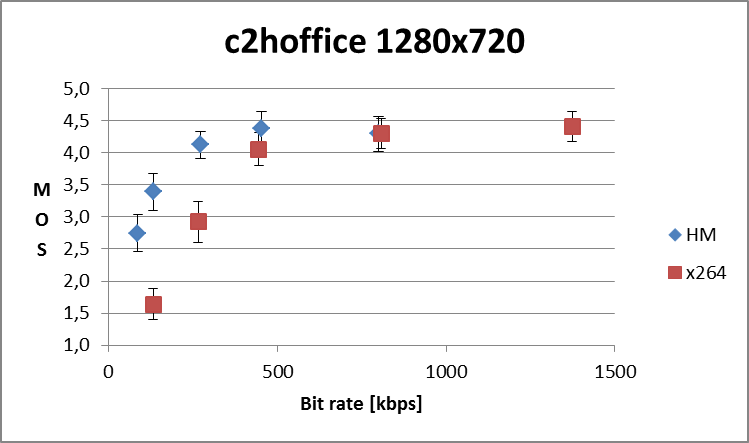 c2hoffice 1280x720
5,0
4,5
4,0
3,5
3,0
2,5
2,0
1,5
1,0
M
O
S
0
500
1000
1500
Bit rate [kbps]
HM
x264